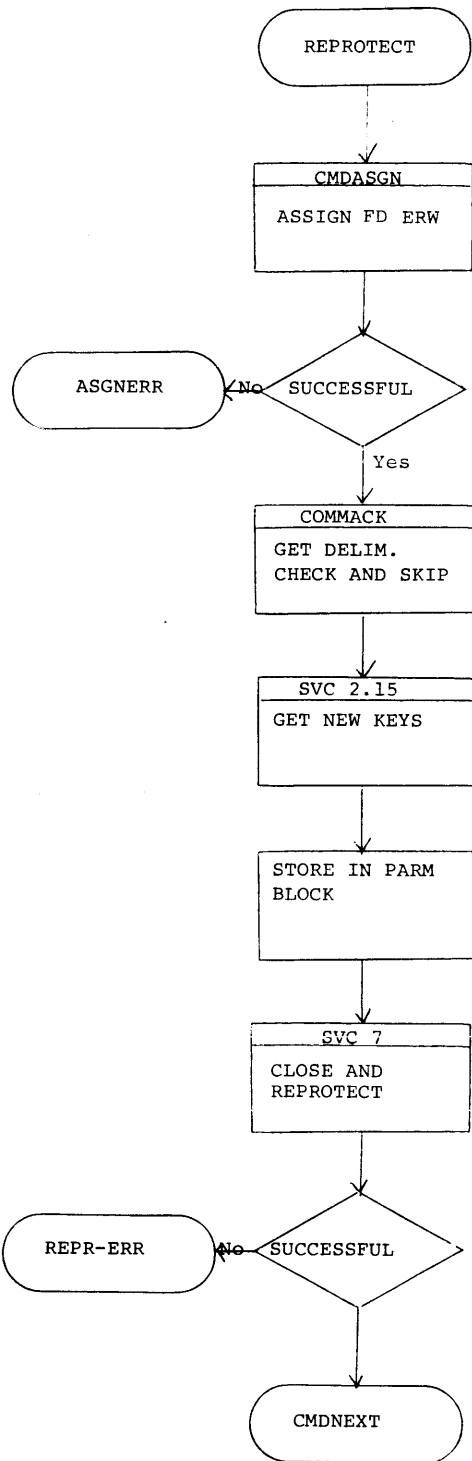 REPROTECT
CMDASGN
ASSIGN FD ERW
ASGNERR
No
SUCCESSFUL
Yes
COMMACK
GET DELIM.
CHECK AND SKIP
SVC 2.15
GET NEW KEYS
STORE IN PARM
BLOCK
SVC 7
CLOSE AND
REPROTECT
REPR-ERR
No
SUCCESSFUL
CMDNEXT